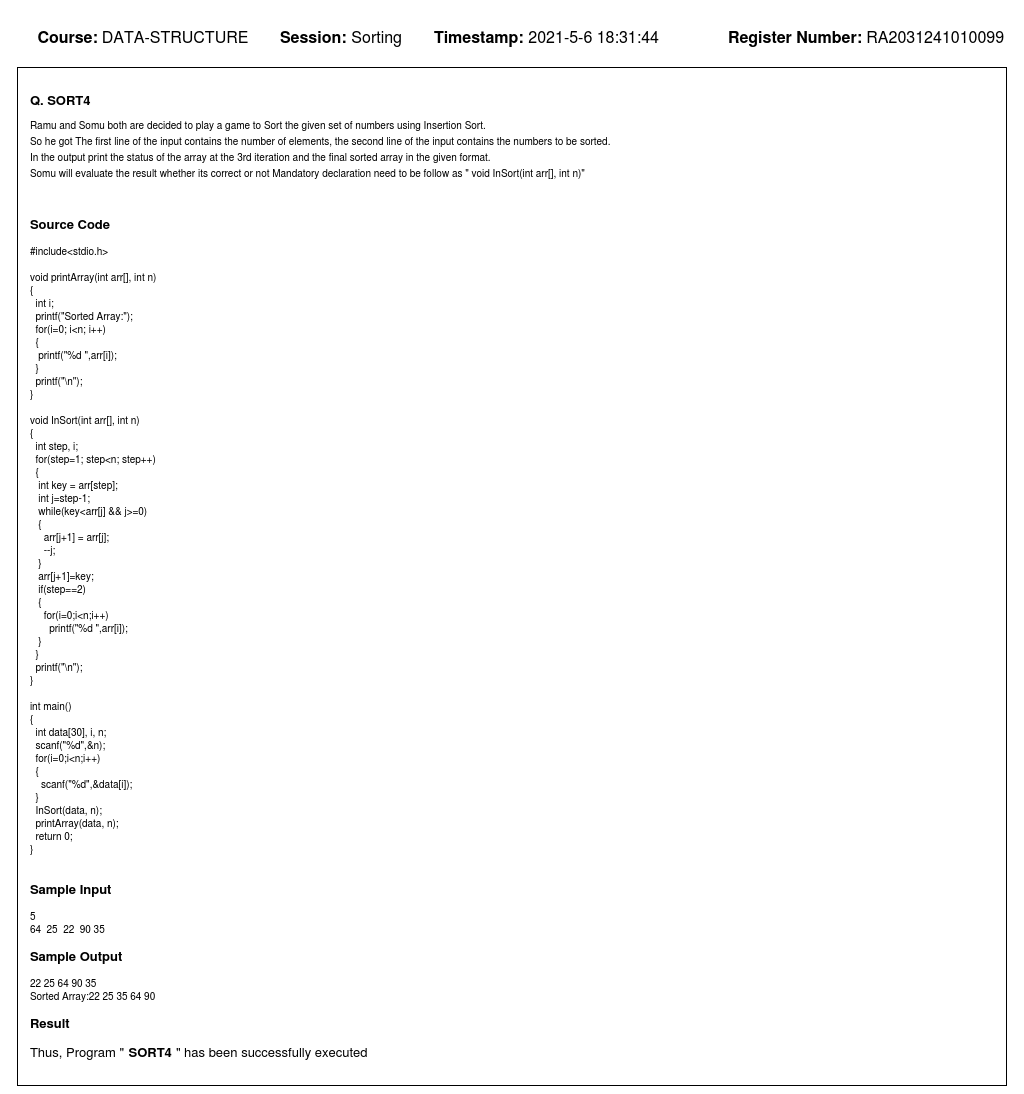 Course: DATA-STRUCTURE Session: Sorting Timestamp: 2021-5-6 18:31:44 Register Number: RA2031241010099
Q. SORT4
Ramu and Somu both are decided to play a game to Sort the given set of numbers using Insertion Sort.
So he got The first line of the input contains the number of elements, the second line of the input contains the numbers to be sorted.
In the output print the status of the array at the 3rd iteration and the final sorted array in the given format.
Somu will evaluate the result whether its correct or not Mandatory declaration need to be follow as " void InSort(int arr[], int n)"
Source Code
#include<stdio.h>
void printArray(int arr[], int n)
{
int i;
printf("Sorted Array:");
for(i=0; i<n; i++)
{
printf("%d ",arr[i]);
}
printf("\n");
}
void InSort(int arr[], int n)
{
int step, i;
for(step=1; step<n; step++)
{
int key = arr[step];
int j=step-1;
while(key<arr[j] && j>=0)
{
arr[j+1] = arr[j];
--j;
}
arr[j+1]=key;
if(step==2)
{
for(i=0;i<n;i++)
printf("%d ",arr[i]);
}
}
printf("\n");
}
int main()
{
int data[30], i, n;
scanf("%d",&n);
for(i=0;i<n;i++)
{
scanf("%d",&data[i]);
}
InSort(data, n);
printArray(data, n);
return 0;
}
Sample Input
5
64 25 22 90 35
Sample Output
22 25 64 90 35
Sorted Array:22 25 35 64 90
Result
Thus, Program " SORT4 " has been successfully executed